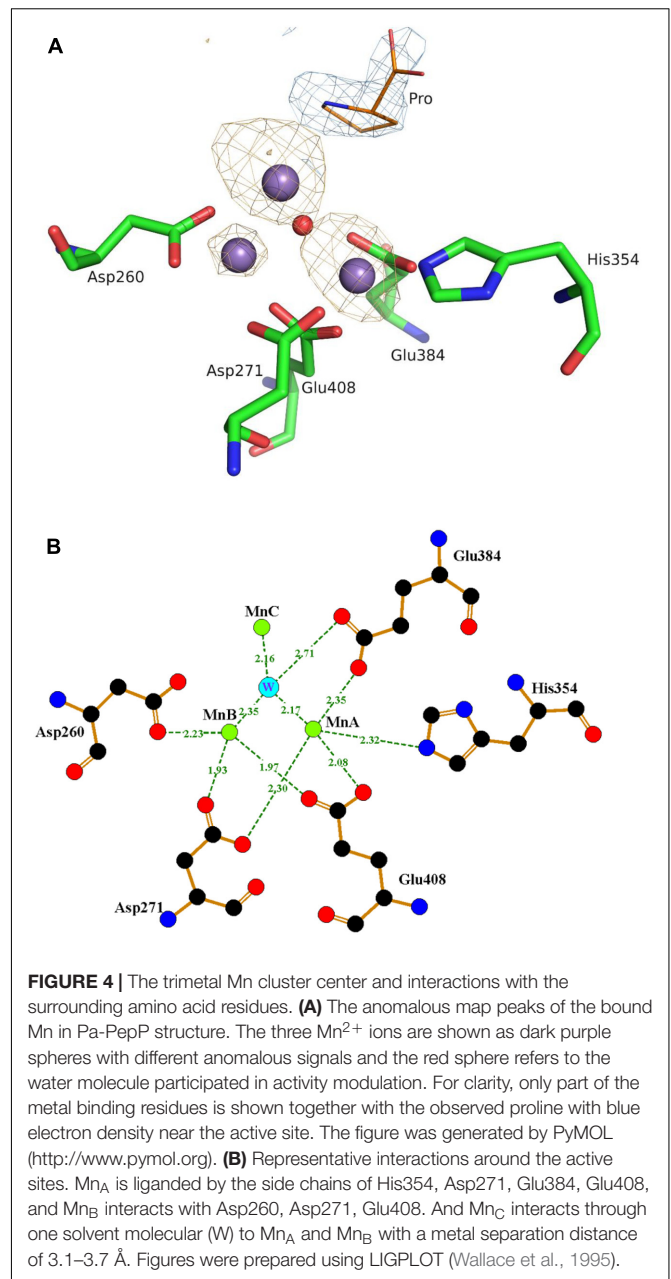 A
Pro
Asp260
His354
Glu384
Asp271
Glu408
B
Glu384
MnC
2.16
2.71
W
His354
2.35
2.35
2.17
Asp260
MnB
MnA
2.23
2.32
1.93
1.97
2.08
2.30
Glu408
Asp271
FIGURE 4 | The trimetal Mn cluster center and interactions with the
surrounding amino acid residues. (A) The anomalous map peaks of the bound
Mn in Pa-PepP structure. The three Mn2+ ions are shown as dark purple
spheres with different anomalous signals and the red sphere refers to the
water molecule participated in activity modulation. For clarity, only part of the
metal binding residues is shown together with the observed proline with blue
electron density near the active site. The figure was generated by PyMOL
(http://www.pymol.org). (B) Representative interactions around the active
sites. MnA is liganded by the side chains of His354, Asp271, Glu384, Glu408,
and MnB interacts with Asp260, Asp271, Glu408. And MnC interacts through
one solvent molecular (W) to MnA and MnB with a metal separation distance
of 3.1–3.7 Å. Figures were prepared using LIGPLOT (Wallace et al., 1995).